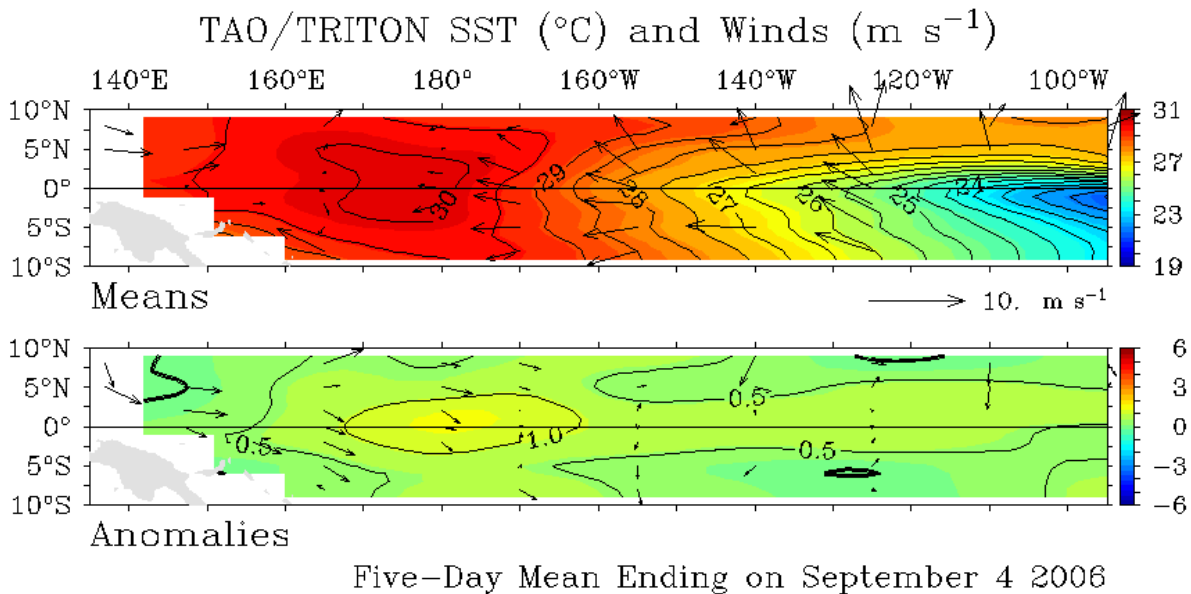 TAO/TRITON SST (°C) and Winds (m s⁻¹)
140°E 160°E 180° 160°W 140°W 120°W 100°W
10°N
5°N
0°
5°S
10°S
29 30 28 27 26 25 24
31
27
25
23
19
Means
10. m s⁻¹
10°N
5°N
0°
5°S
10°S
0.5 1.0 0.5 0.5
6
3
0
−3
−6
Anomalies
Five−Day Mean Ending on September 4 2006